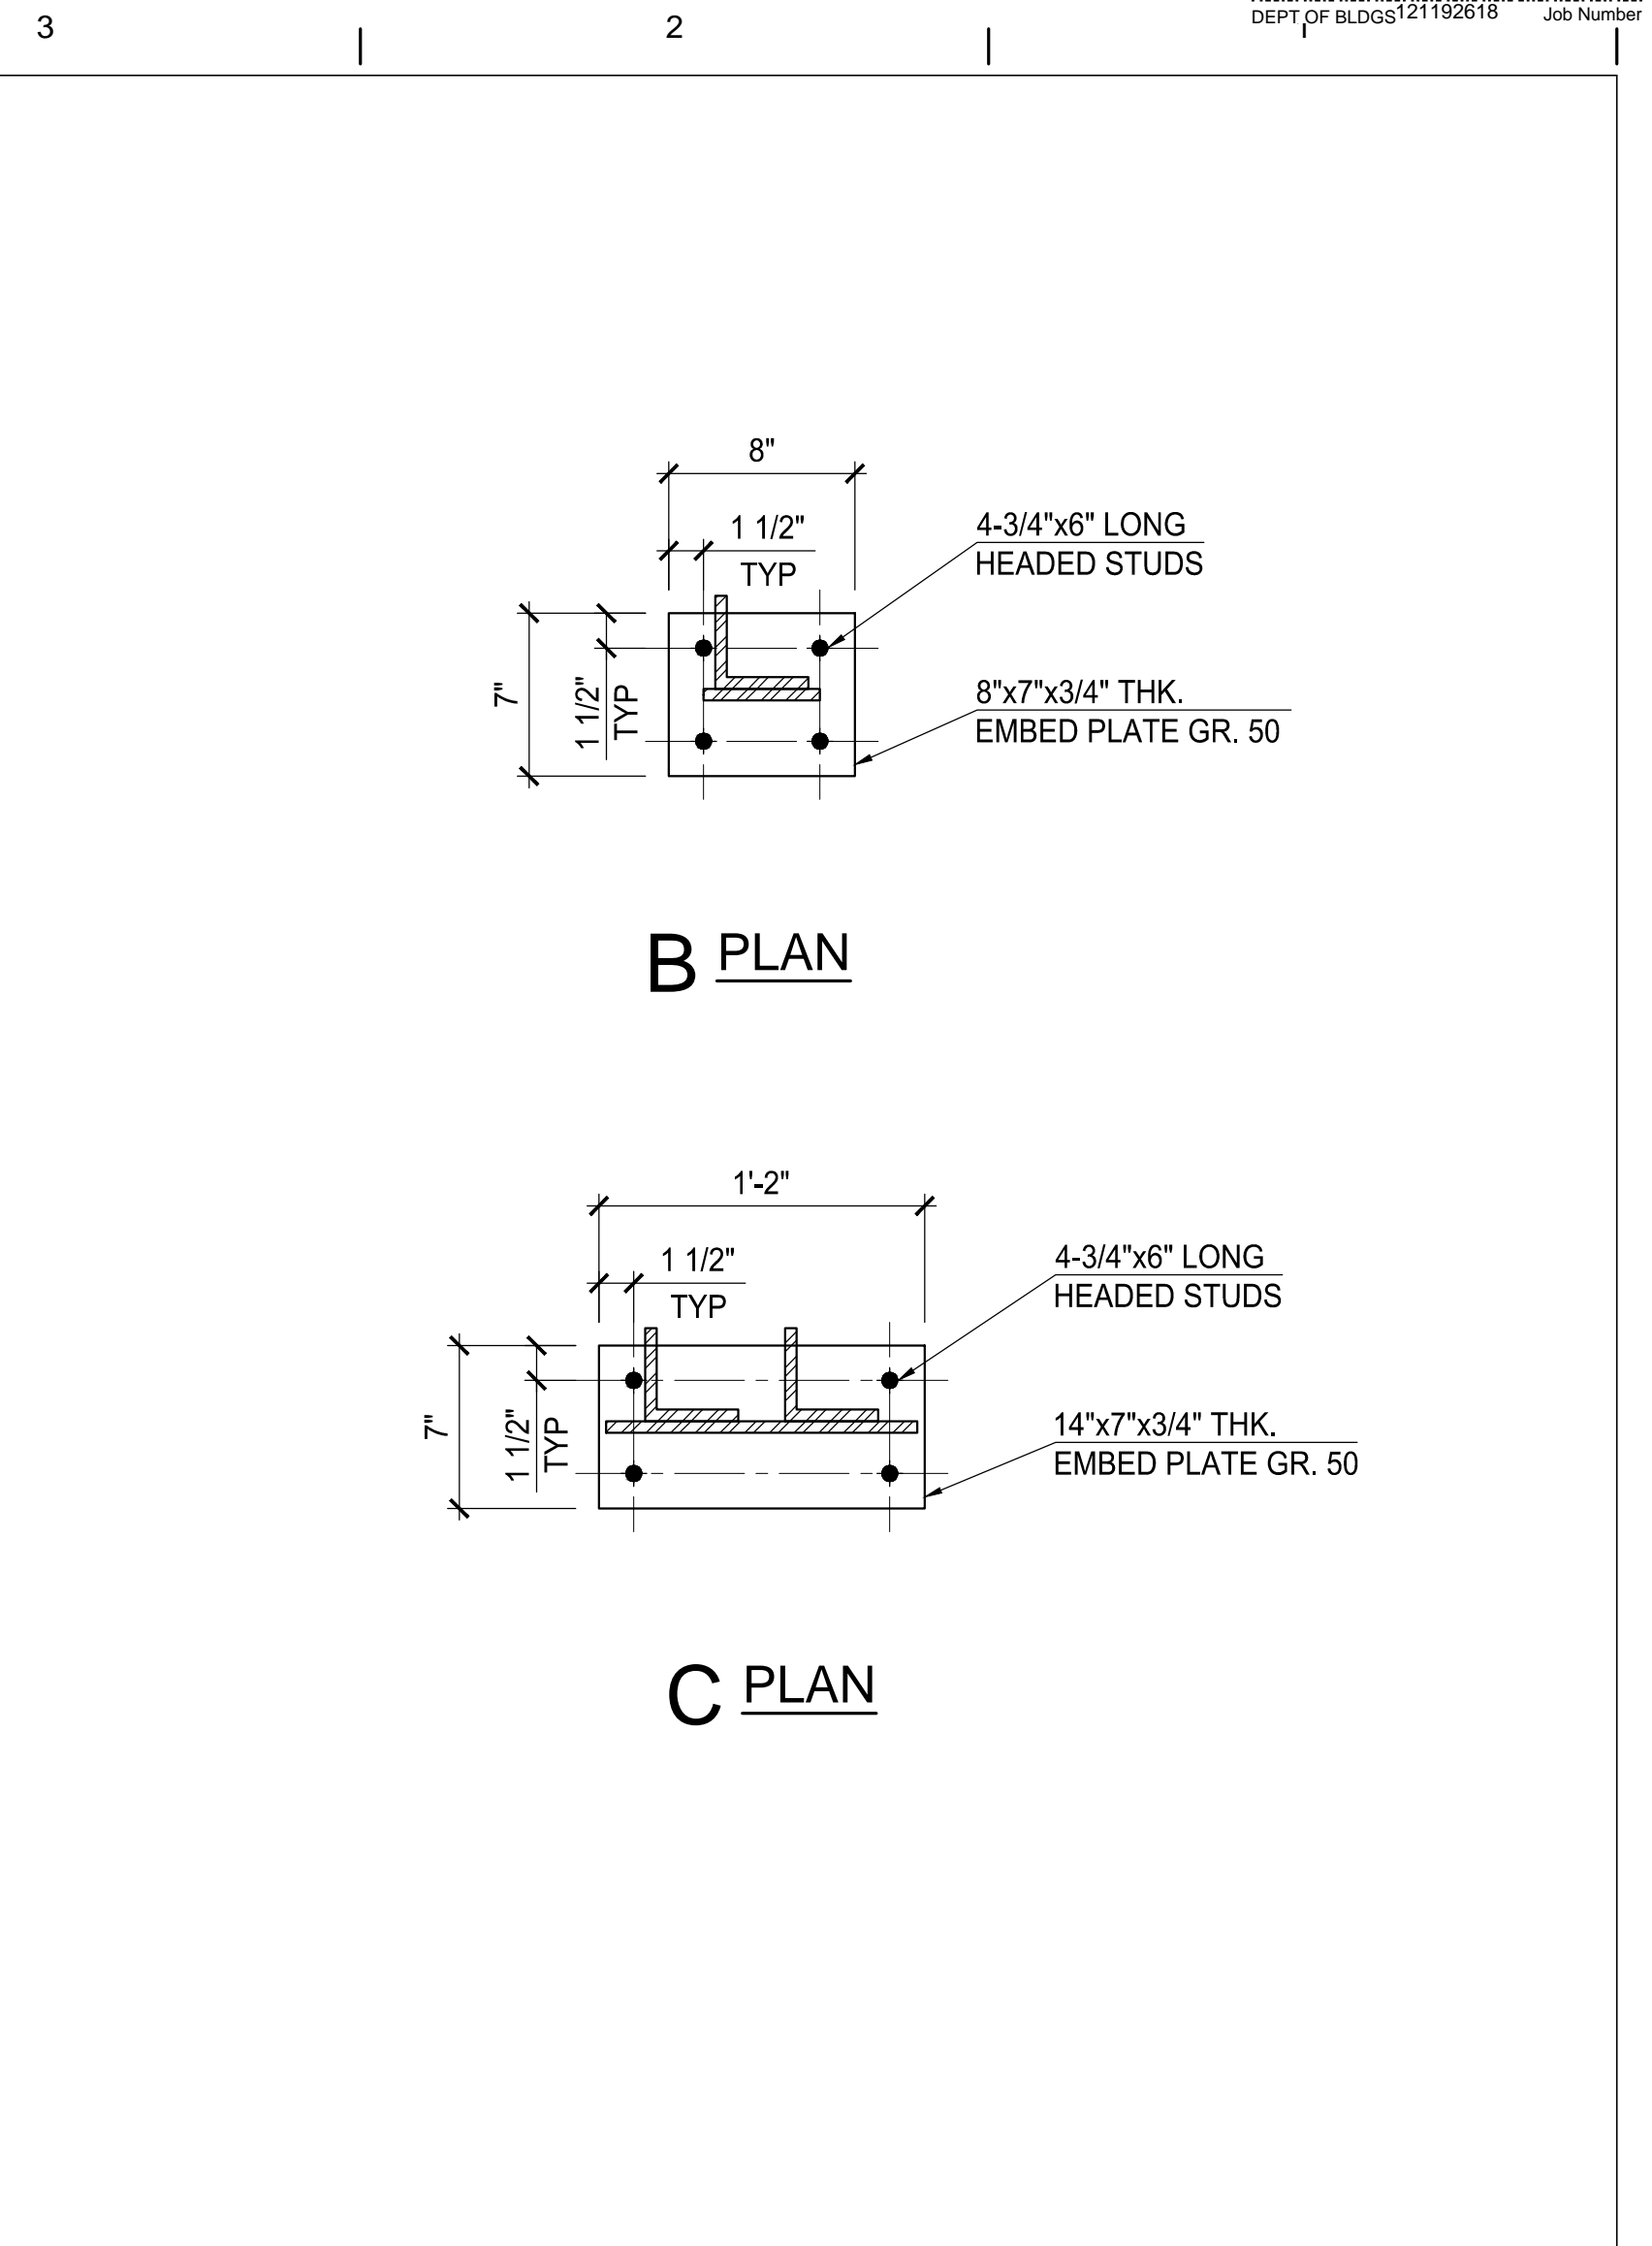 DEPT OF BLDGS121192618 Job Number
3 2
8"
1 1/2"
TYP
4-3/4"x6" LONG
HEADED STUDS
7"
1 1/2"
TYP
8"x7"x3/4" THK.
EMBED PLATE GR. 50
B PLAN
1'-2"
1 1/2"
TYP
4-3/4"x6" LONG
HEADED STUDS
7"
1 1/2"
TYP
14"x7"x3/4" THK.
EMBED PLATE GR. 50
C PLAN